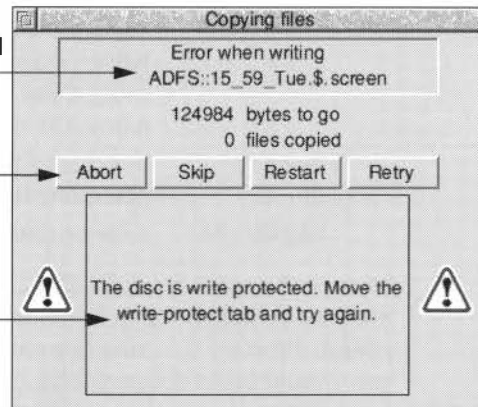 Copying files
Error when writing
ADFS::15_59_Tue.$.screen
124984 bytes to go
0 files copied
Abort Skip Restart Retry
The disc is write protected. Move the
write-protect tab and try again.